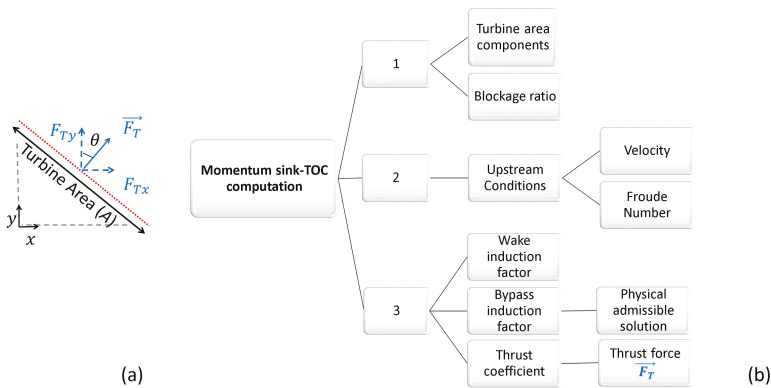 F_Ty
θ
F_T
F_Tx
Turbine Area (A)
y
x
(a)
Momentum sink-TOC
computation
1
Turbine area
components
Blockage ratio
2
Upstream
Conditions
Velocity
Froude
Number
3
Wake
induction
factor
Bypass
induction
factor
Physical
admissible
solution
Thrust
coefficient
Thrust force
F_T
(b)